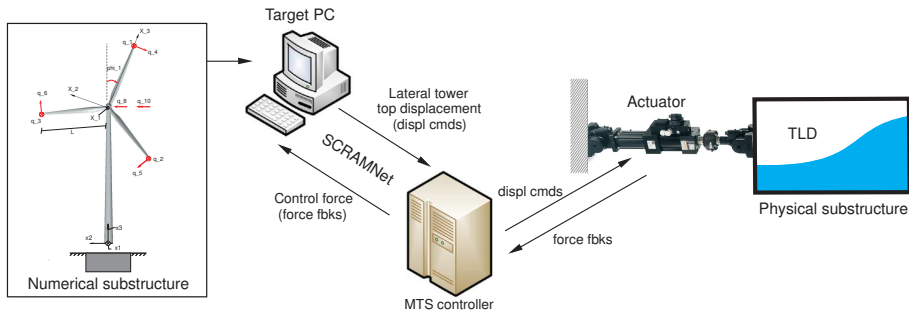 Target PC
X_3
q_1
q_4
phi_1
q_6
X_2
q_8
q_10
q_3
X_1
L
q_2
q_5
x3
x2
x1
Numerical substructure
Lateral tower
top displacement
(displ cmds)
SCRAMNet
Control force
(force fbks)
MTS controller
displ cmds
force fbks
Actuator
TLD
Physical substructure